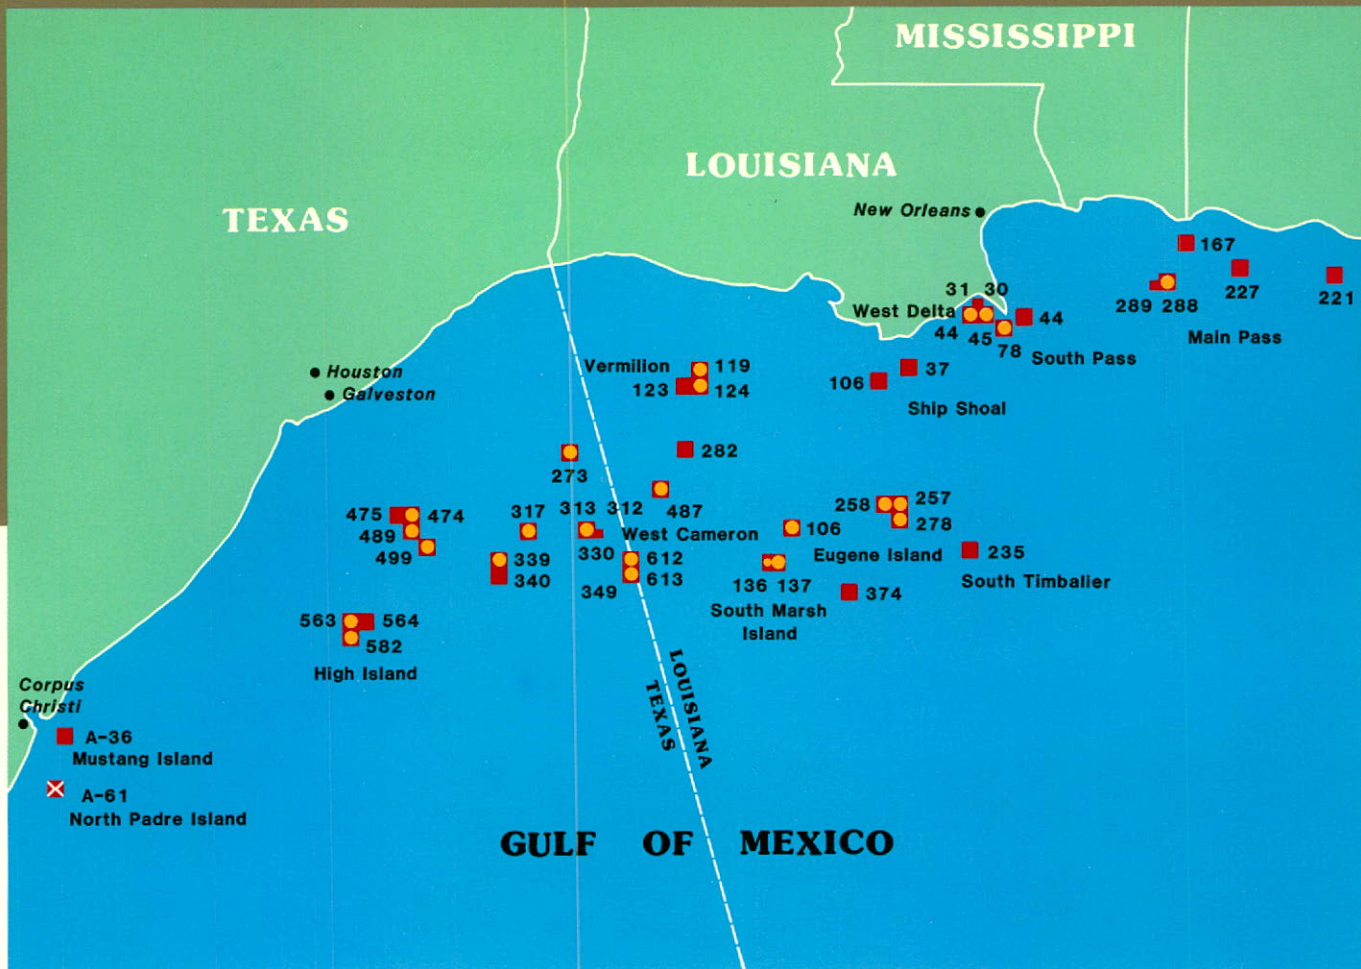 MISSISSIPPI
LOUISIANA
TEXAS
New Orleans
167
227
221
289 288
Main Pass
31 30
West Delta
44 45
78
44
South Pass
Houston
Galveston
Vermilion
119
123
124
106
37
Ship Shoal
282
273
487
475
474
489
499
317
313 312
West Cameron
330
339
340
349
612
613
258
257
278
106
Eugene Island
235
South Timbalier
136 137
South Marsh
Island
374
563
564
582
High Island
LOUISIANA
TEXAS
Corpus
Christi
A-36
Mustang Island
A-61
North Padre Island
GULF OF MEXICO